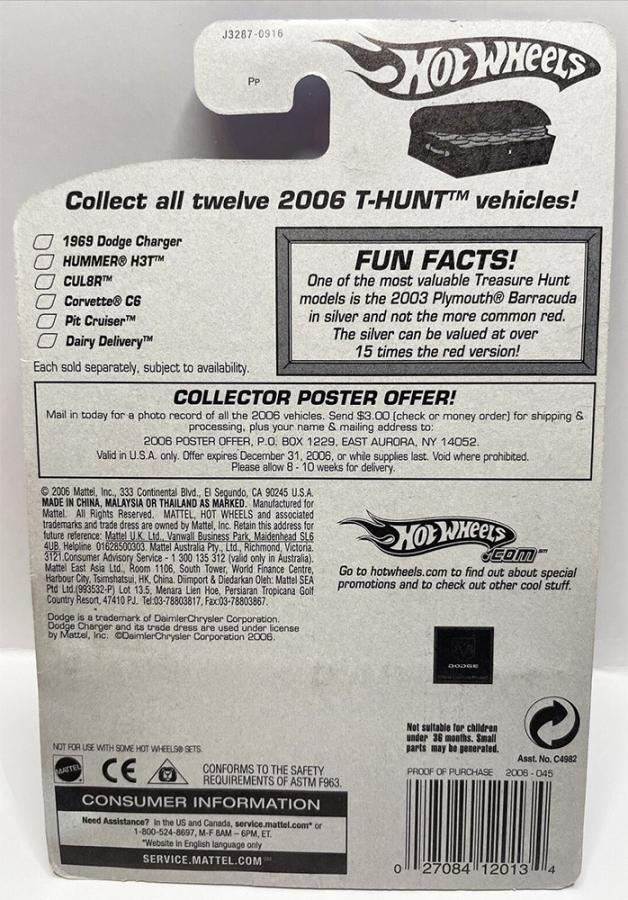 J3287-0916
Pp
HOT WHEELS
Collect all twelve 2006 T-HUNT™ vehicles!
1969 Dodge Charger
HUMMER® H3T™
CUL8R™
Corvette® C6
Pit Cruiser™
Dairy Delivery™
Each sold separately, subject to availability.
FUN FACTS!
One of the most valuable Treasure Hunt
models is the 2003 Plymouth® Barracuda
in silver and not the more common red.
The silver can be valued at over
15 times the red version!
COLLECTOR POSTER OFFER!
Mail in today for a photo record of all the 2006 vehicles. Send $3.00 (check or money order) for shipping &
processing, plus your name & mailing address to:
2006 POSTER OFFER, P.O. BOX 1229, EAST AURORA, NY 14052.
Valid in U.S.A. only. Offer expires December 31, 2006, or while supplies last. Void where prohibited.
Please allow 8 - 10 weeks for delivery.
© 2006 Mattel, Inc., 333 Continental Blvd., El Segundo, CA 90245 U.S.A.
MADE IN CHINA, MALAYSIA OR THAILAND AS MARKED. Manufactured for
Mattel. All Rights Reserved. MATTEL, HOT WHEELS and associated
trademarks and trade dress are owned by Mattel, Inc. Retain this address for
future reference: Mattel U.K. Ltd., Vanwall Business Park, Maidenhead SL6
4UB. Helpline 01628500303. Mattel Australia Pty., Ltd., Richmond, Victoria.
3121.Consumer Advisory Service - 1 300 135 312 (valid only in Australia).
Mattel East Asia Ltd., Room 1106, South Tower, World Finance Centre,
Harbour City, Tsimshatsui, HK, China. Diimport & Diedarkan Oleh: Mattel SEA
Ptd Ltd.(993532-P) Lot 13.5, Menara Lien Hoe, Persiaran Tropicana Golf
Country Resort, 47410 PJ. Tel:03-78803817, Fax:03-78803867.
Dodge is a trademark of DaimlerChrysler Corporation.
Dodge Charger and its trade dress are used under license
by Mattel, Inc. ©DaimlerChrysler Corporation 2006.
HOT WHEELS
.COM™
Go to hotwheels.com to find out about special
promotions and to check out other cool stuff.
DODGE
Not suitable for children
under 36 months. Small
parts may be generated.
Asst. No. C4982
NOT FOR USE WITH SOME HOT WHEELS® SETS.
MATTEL
CE
CONFORMS TO THE SAFETY
REQUIREMENTS OF ASTM F963.
CONSUMER INFORMATION
Need Assistance? In the US and Canada, service.mattel.com* or
1-800-524-8697, M-F 8AM – 6PM, ET.
*Website in English language only
SERVICE.MATTEL.COM℠
PROOF OF PURCHASE 2006 - 045
0 27084 12013 4